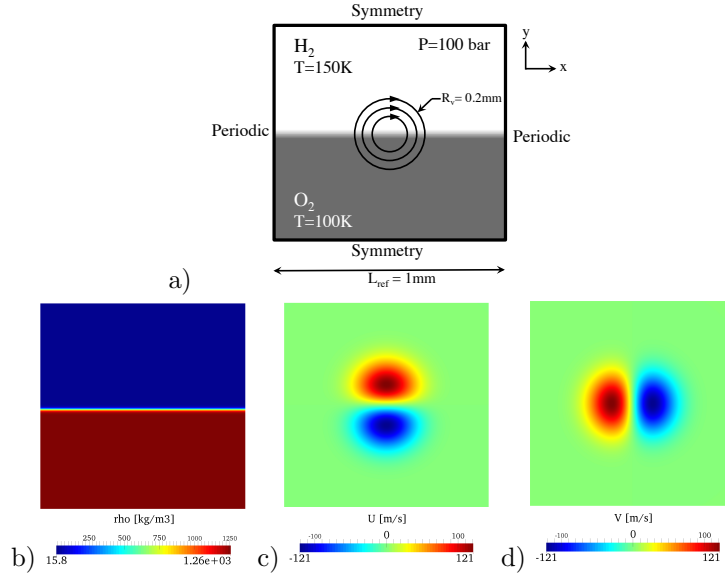 Symmetry
H2
T=150K
P=100 bar
y
x
Rv= 0.2mm
Periodic
Periodic
O2
T=100K
Symmetry
Lref = 1mm
a)
rho [kg/m3]
250 500 750 1000 1250
15.8 1.26e+03
b)
U [m/s]
-100 0 100
-121 121
c)
V [m/s]
-100 0 100
-121 121
d)